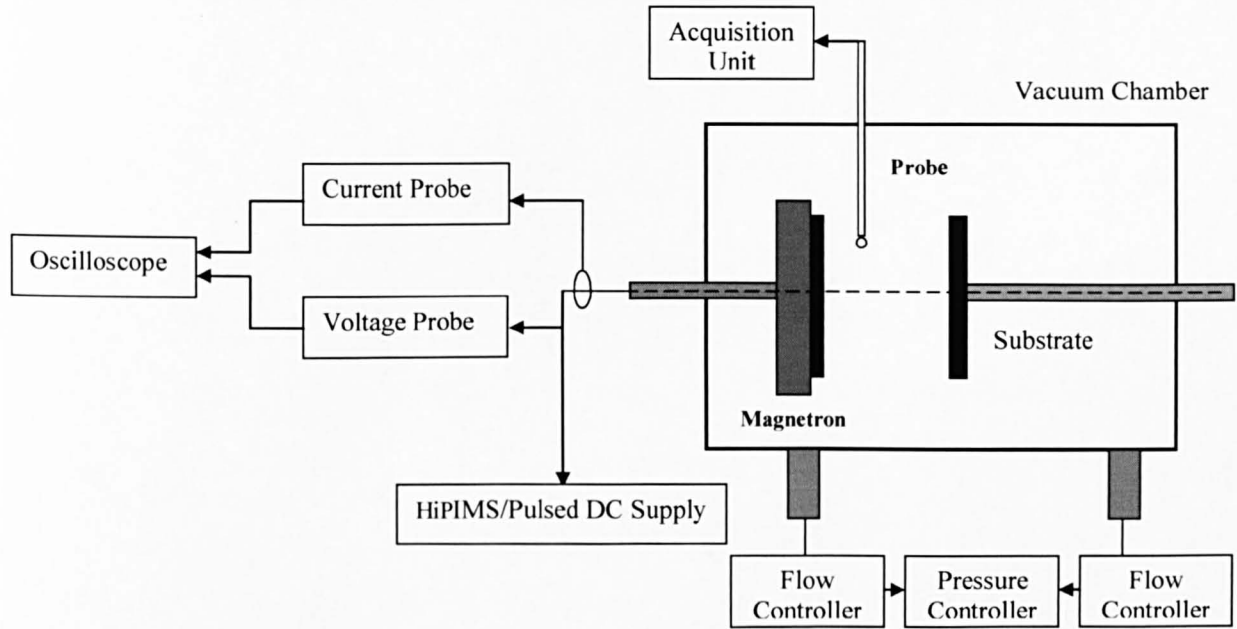 Acquisition
Unit
Vacuum Chamber
Current Probe
Probe
Oscilloscope
Voltage Probe
Substrate
Magnetron
HiPIMS/Pulsed DC Supply
Flow
Controller
Pressure
Controller
Flow
Controller